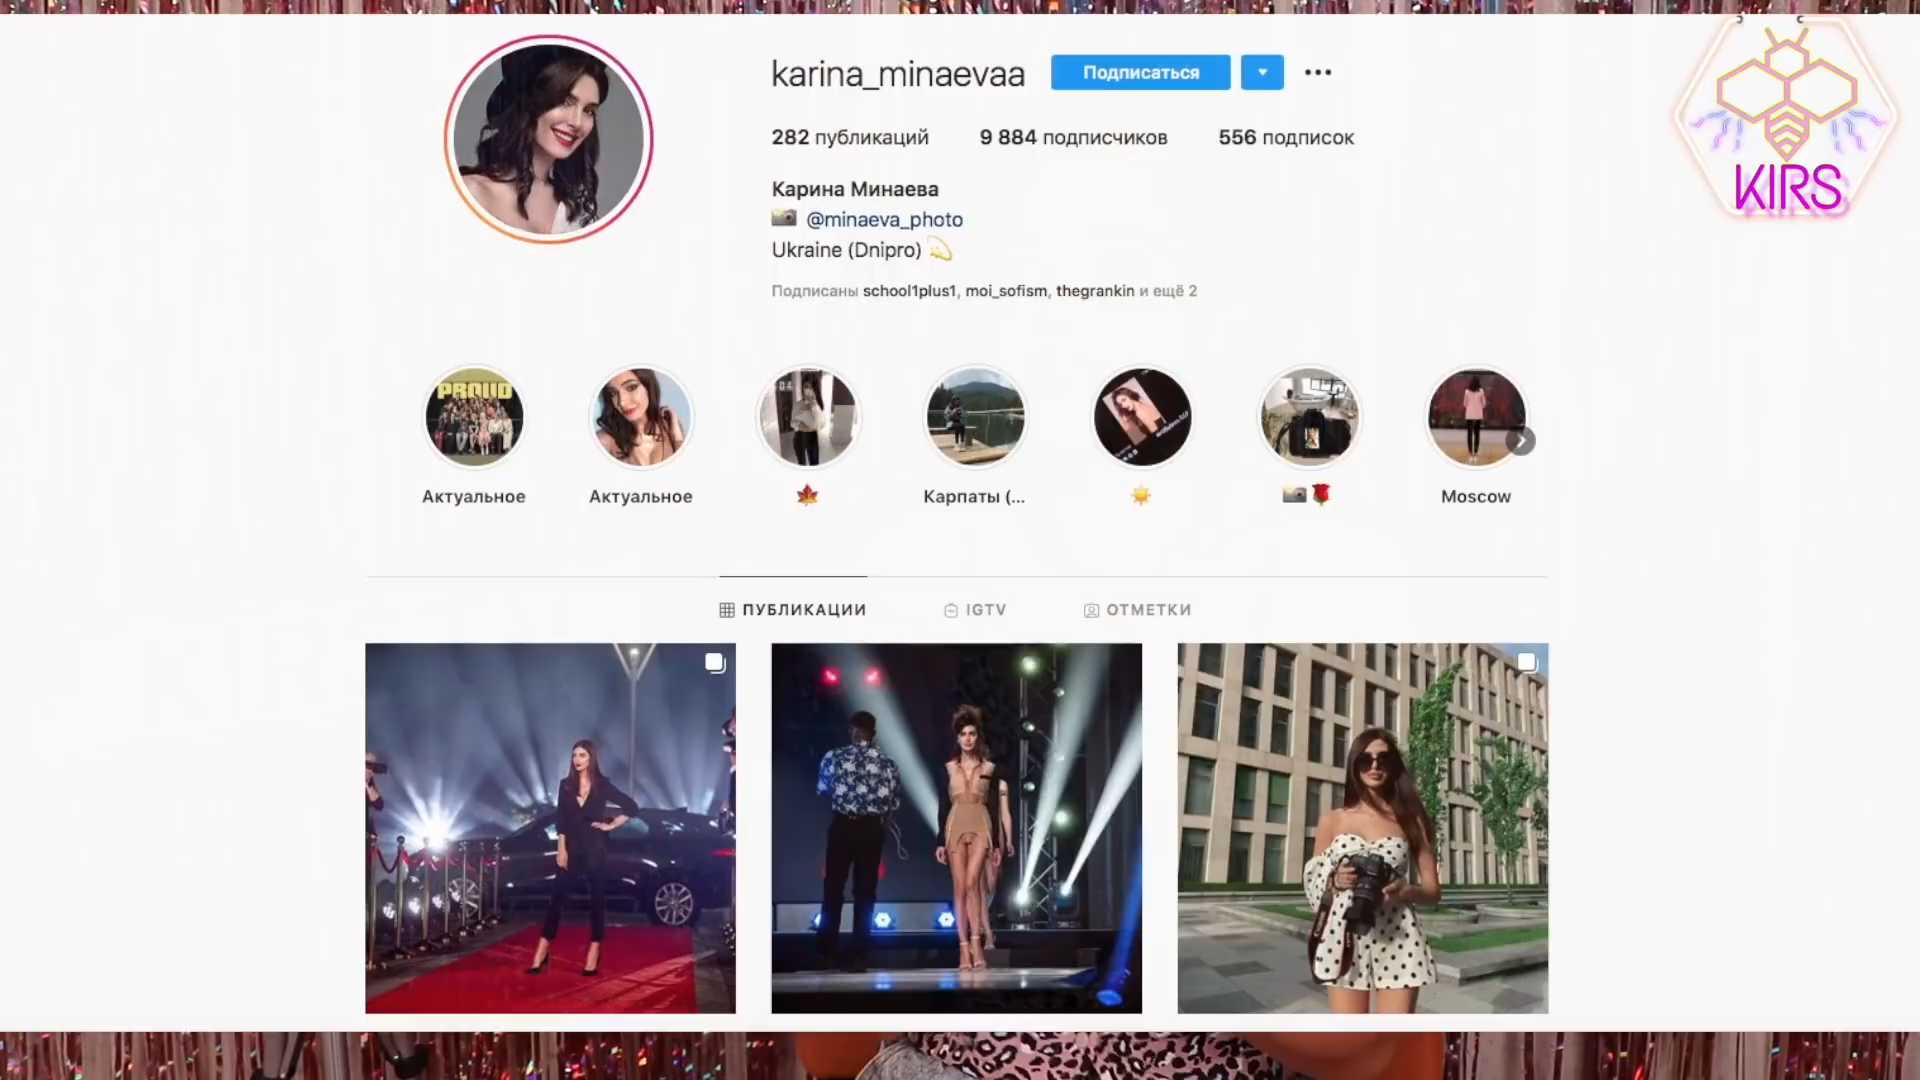 karina_minaevaa
Подписаться
282 публикаций 9 884 подписчиков 556 подписок
Карина Минаева
@minaeva_photo
Ukraine (Dnipro)
Подписаны school1plus1, moi_sofism, thegrankin и ещё 2
KIRS
PROUD
Актуальное Актуальное Карпаты (... Moscow
ПУБЛИКАЦИИ IGTV ОТМЕТКИ